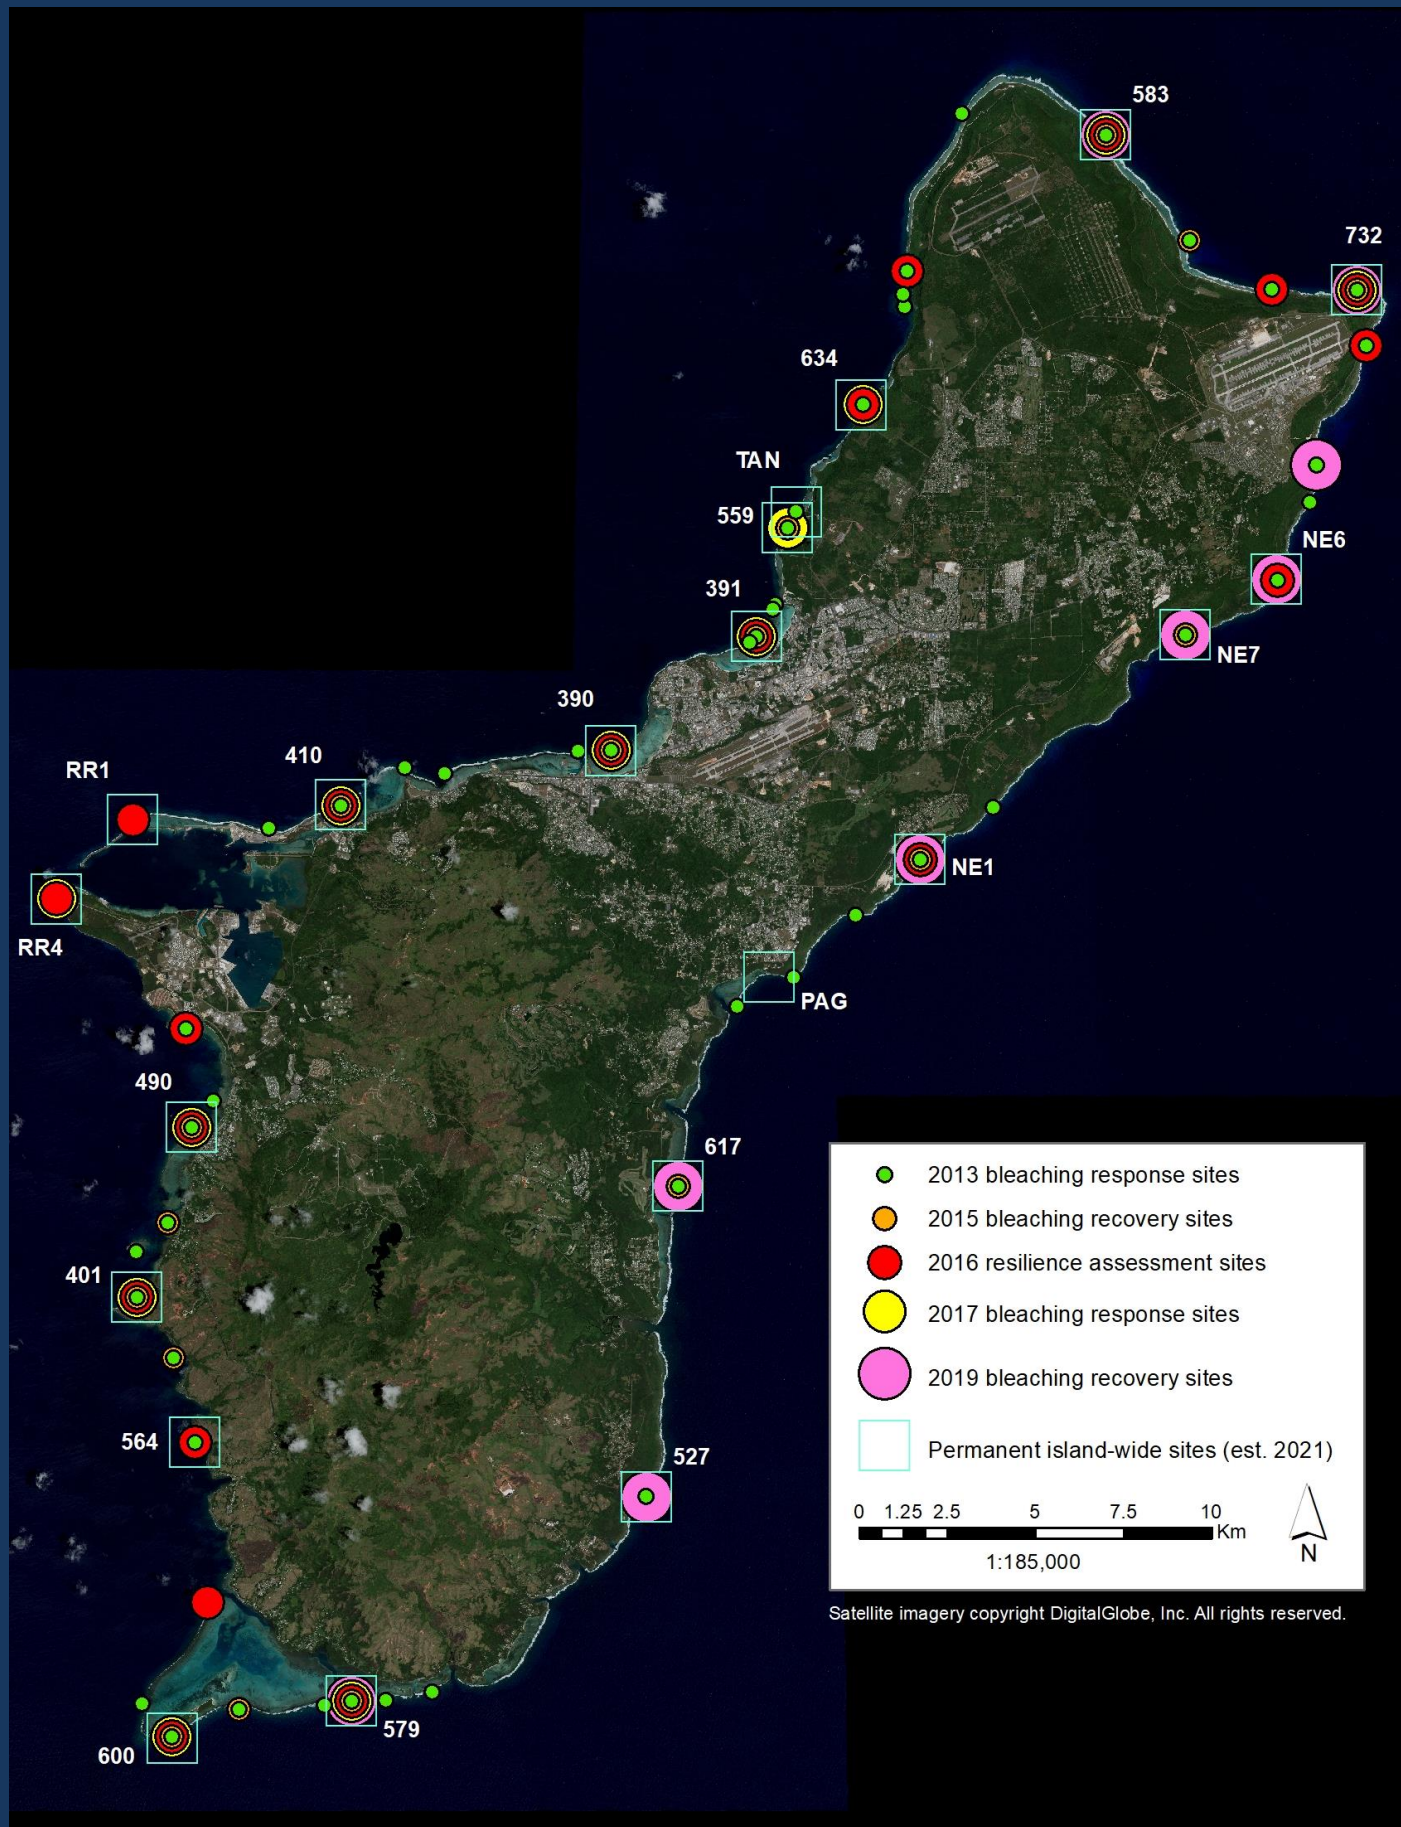 583
732
634
TAN
559
NE6
391
NE7
390
410
RR1
NE1
RR4
PAG
490
617
401
564
527
579
600
2013 bleaching response sites
2015 bleaching recovery sites
2016 resilience assessment sites
2017 bleaching response sites
2019 bleaching recovery sites
Permanent island-wide sites (est. 2021)
0 1.25 2.5 5 7.5 10
Km
1:185,000
N
Satellite imagery copyright DigitalGlobe, Inc. All rights reserved.